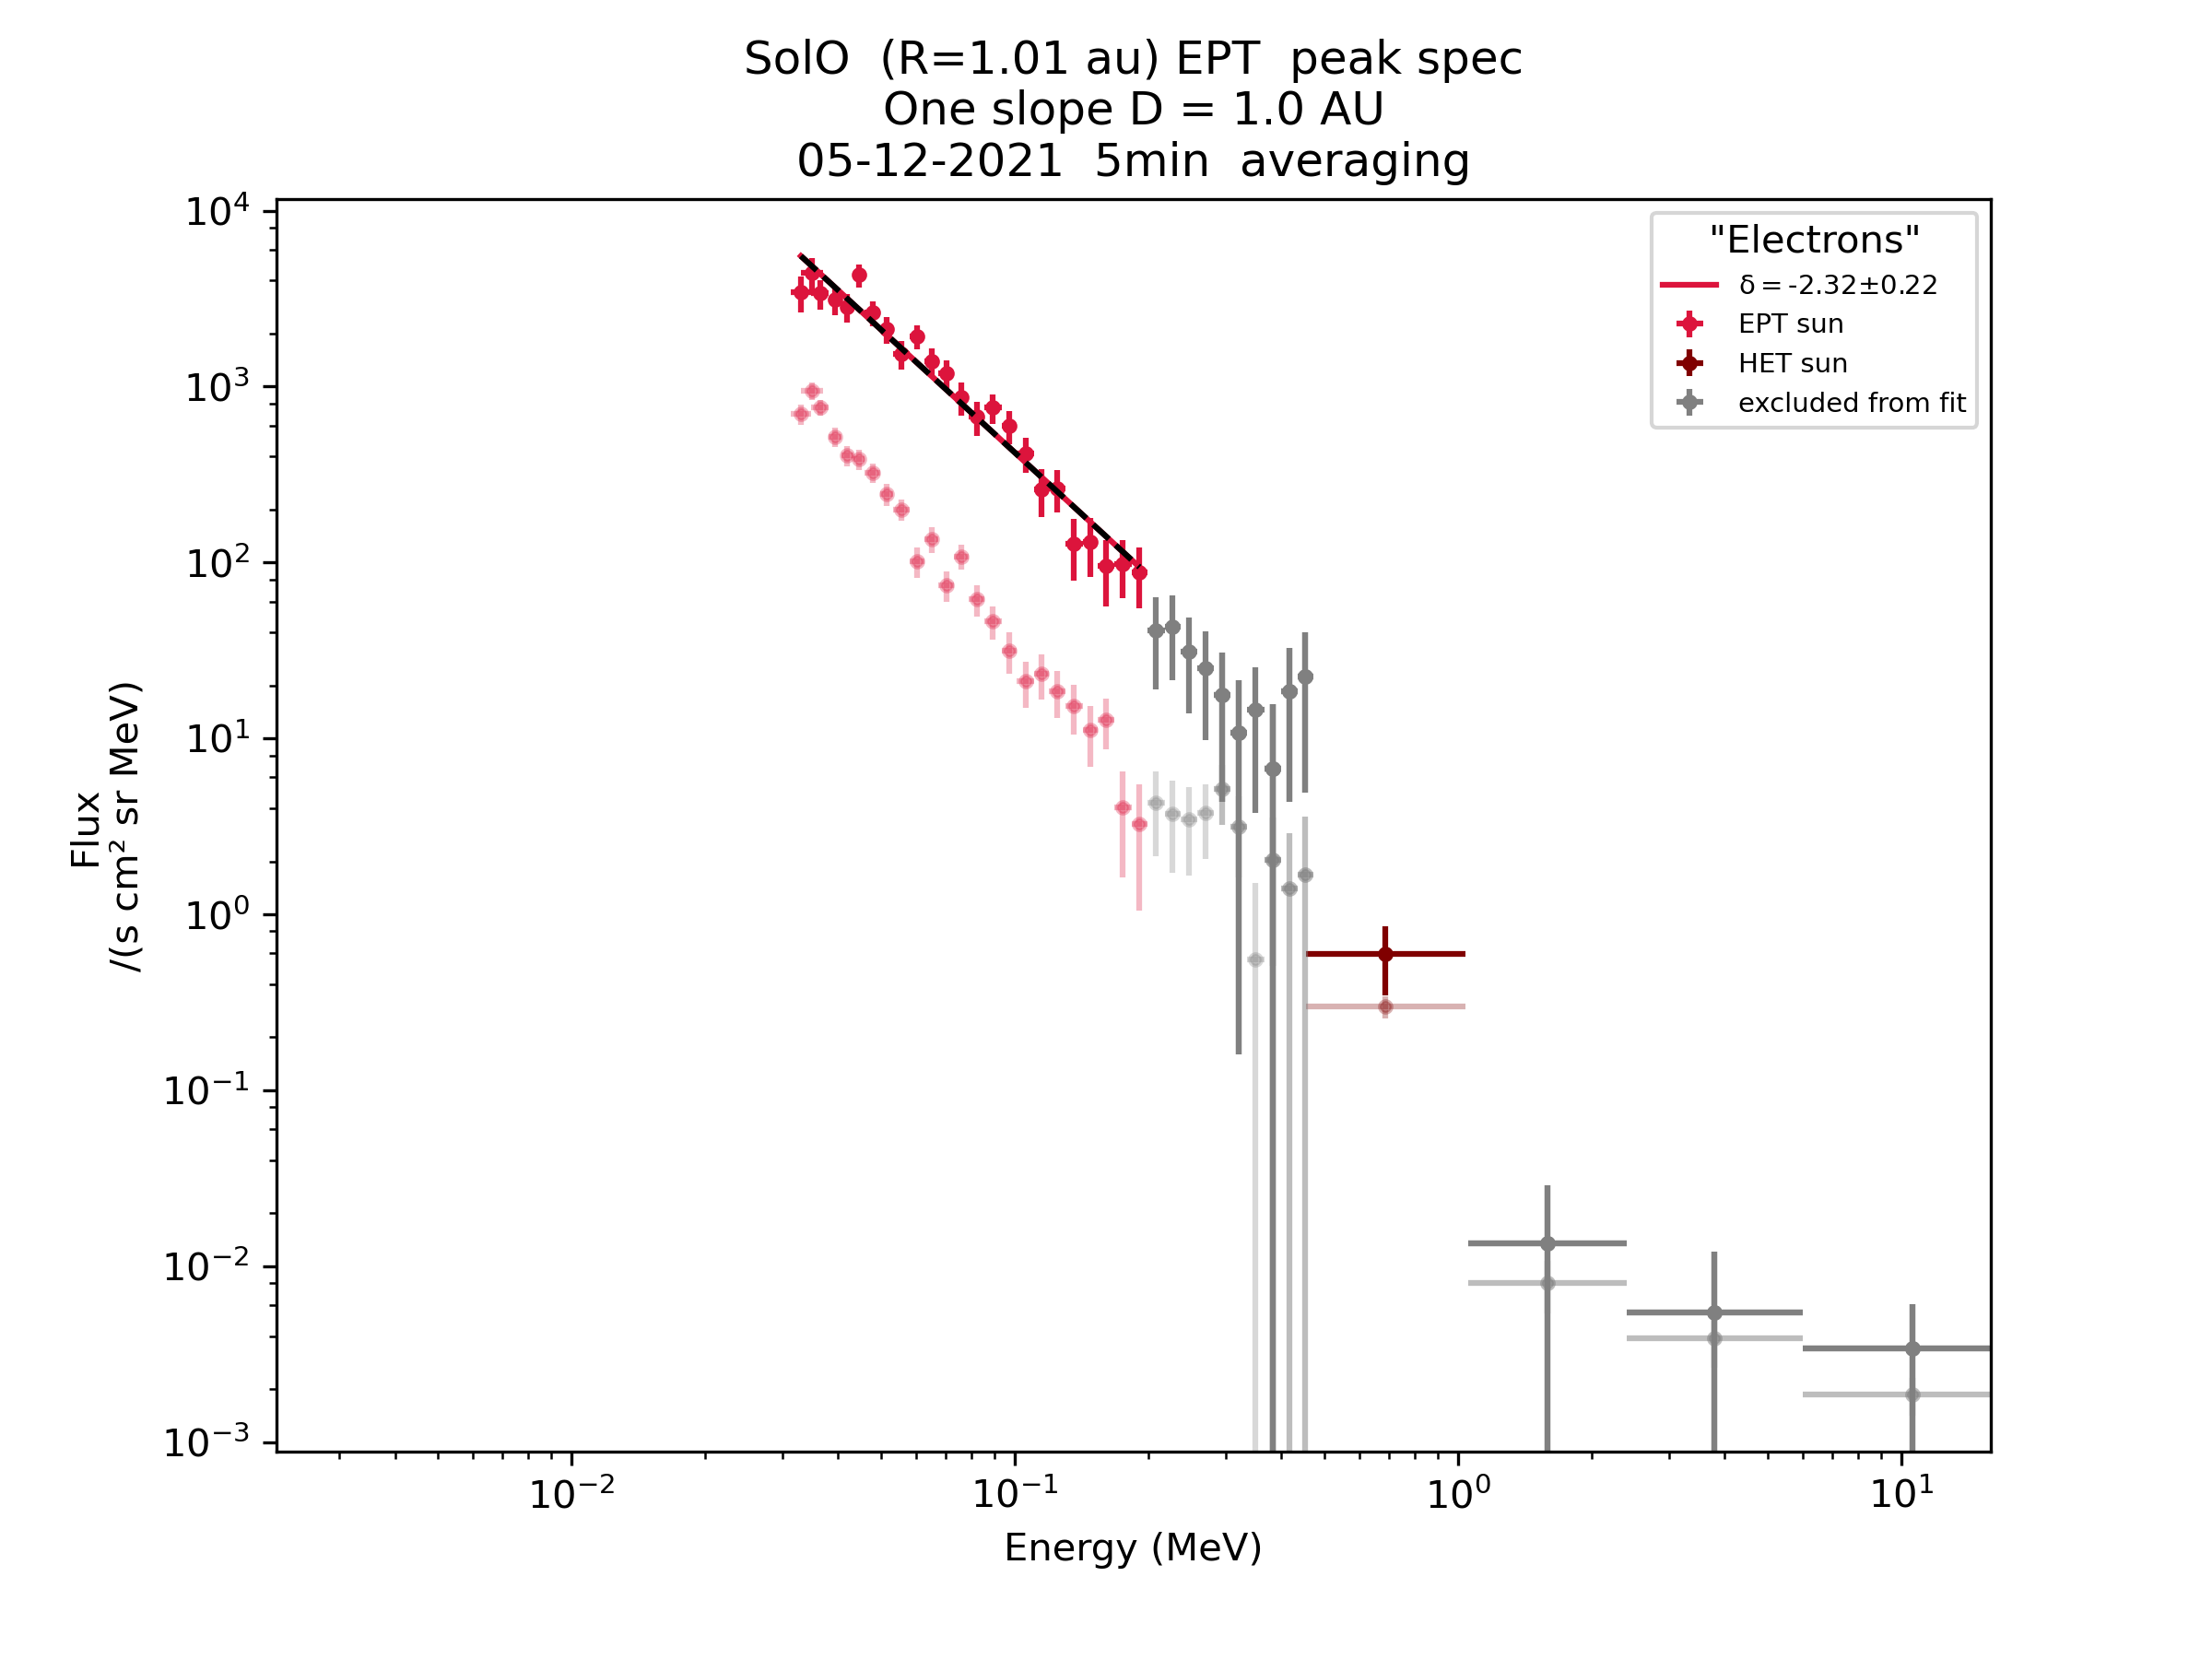 SolO  (R=1.01 au) EPT  peak spec
One slope D = 1.0 AU
05-12-2021  5min  averaging
"Electrons"
δ = -2.32±0.22
EPT sun
HET sun
excluded from fit
10⁴
10³
10²
10¹
10⁰
10⁻¹
10⁻²
10⁻³
Flux
/(s cm² sr MeV)
10⁻²
10⁻¹
10⁰
10¹
Energy (MeV)